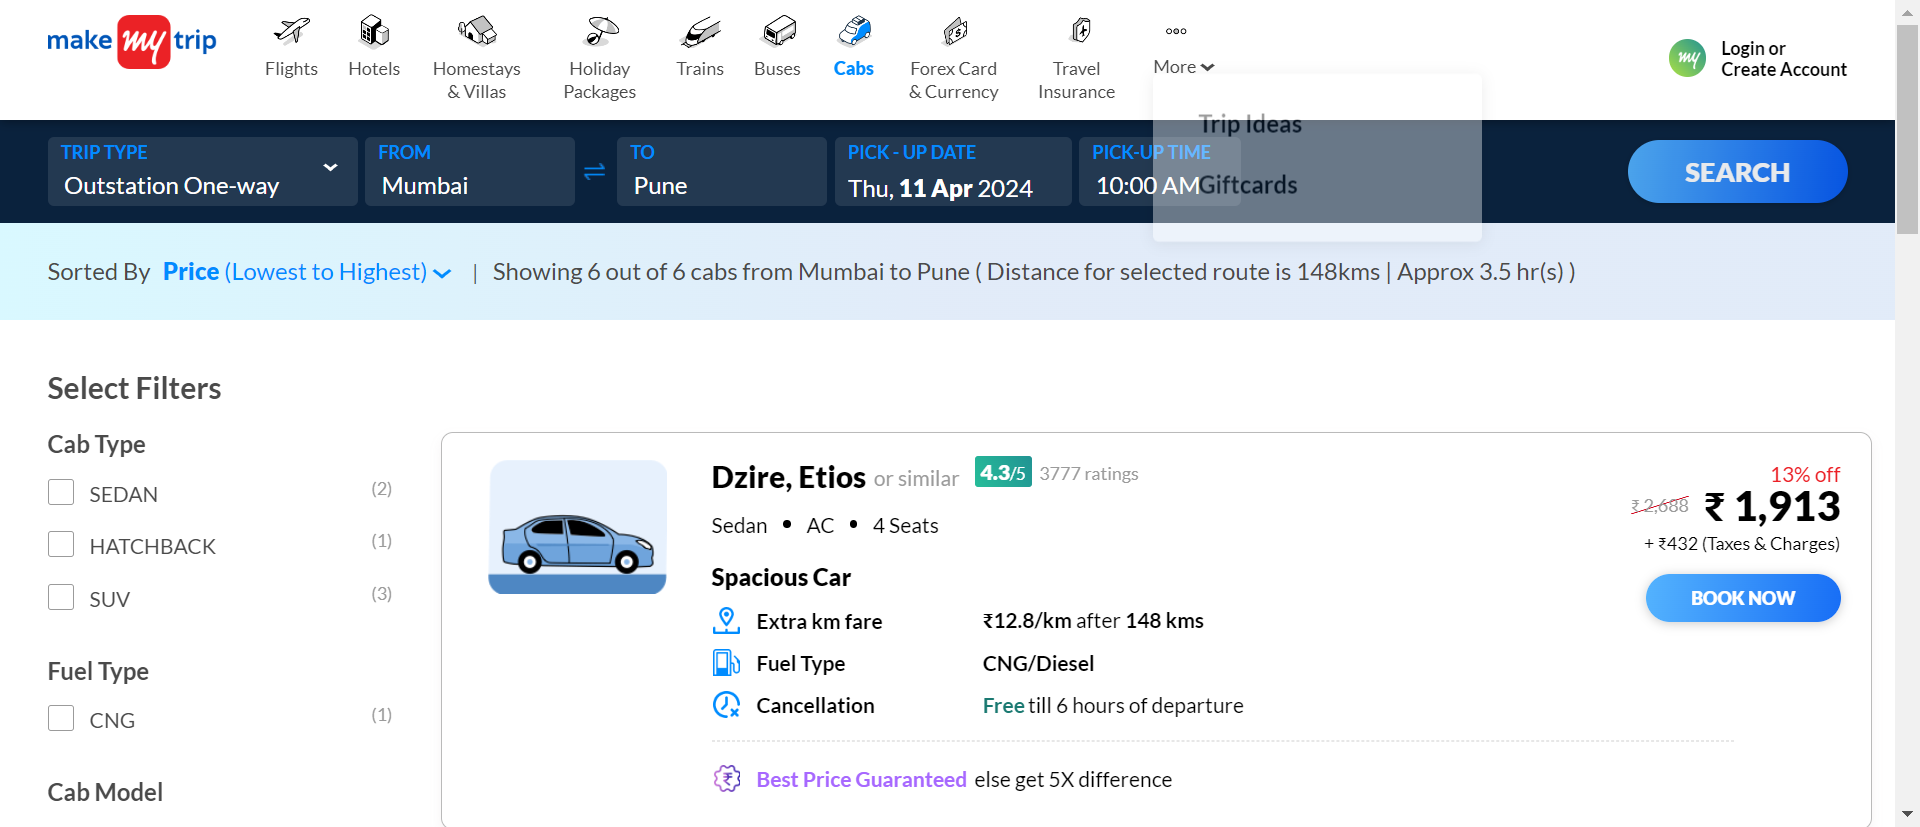 make my trip
Flights
Hotels
Homestays
& Villas
Holiday
Packages
Trains
Buses
Cabs
Forex Card
& Currency
Travel
Insurance
More
my
Login or
Create Account
Trip Ideas
Giftcards
TRIP TYPE
Outstation One-way
FROM
Mumbai
TO
Pune
PICK - UP DATE
Thu, 11 Apr 2024
PICK-UP TIME
10:00 AM
SEARCH
Sorted By Price (Lowest to Highest) | Showing 6 out of 6 cabs from Mumbai to Pune ( Distance for selected route is 148kms | Approx 3.5 hr(s) )
Select Filters
Cab Type
SEDAN (2)
HATCHBACK (1)
SUV (3)
Fuel Type
CNG (1)
Cab Model
Dzire, Etios or similar 4.3/5 3777 ratings
Sedan • AC • 4 Seats
Spacious Car
Extra km fare ₹12.8/km after 148 kms
Fuel Type CNG/Diesel
Cancellation Free till 6 hours of departure
₹ Best Price Guaranteed else get 5X difference
13% off
₹ 2,688 ₹ 1,913
+ ₹432 (Taxes & Charges)
BOOK NOW